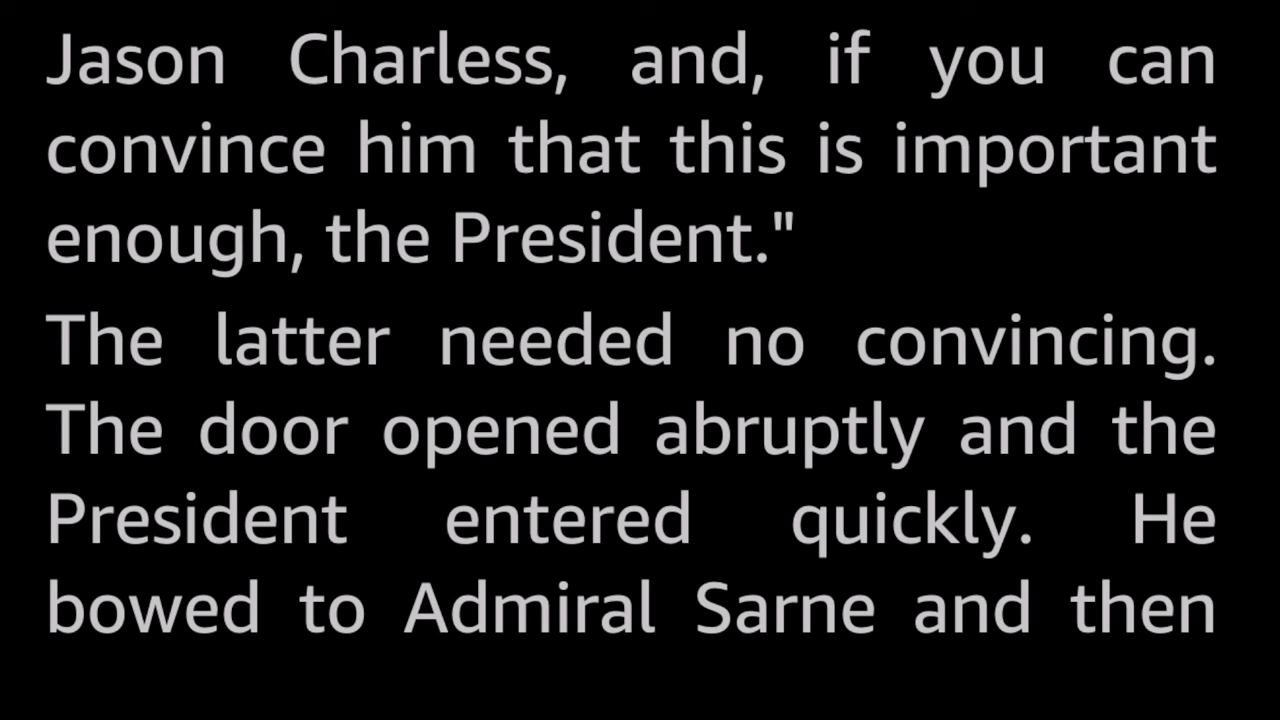 Jason Charless, and, if you can
convince him that this is important
enough, the President."
The latter needed no convincing.
The door opened abruptly and the
President entered quickly. He
bowed to Admiral Sarne and then